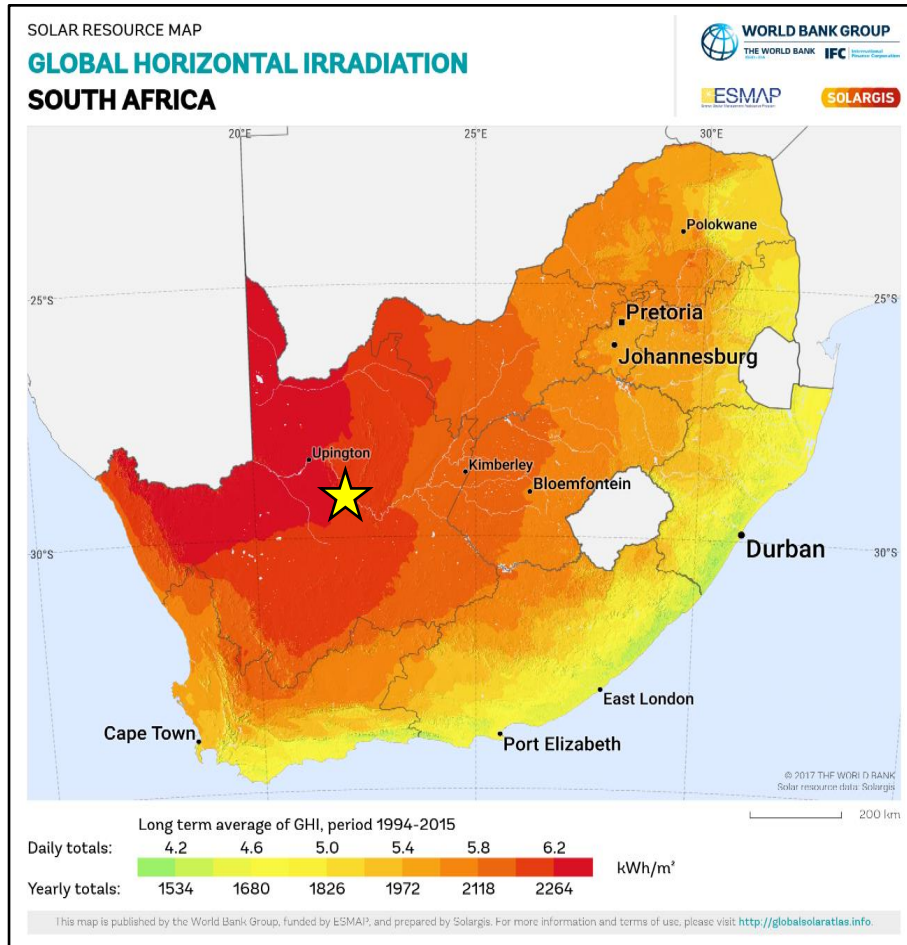 SOLAR RESOURCE MAP
GLOBAL HORIZONTAL IRRADIATION
SOUTH AFRICA
WORLD BANK GROUP
THE WORLD BANK
IFC International Finance Corporation
ESMAP
SOLARGIS
20°E
25°E
30°E
Polokwane
25°S
25°S
Pretoria
Johannesburg
Upington
Kimberley
Bloemfontein
30°S
Durban
30°S
East London
Cape Town
Port Elizabeth
© 2017 THE WORLD BANK
Solar resource data: Solargis
200 km
Long term average of GHI, period 1994-2015
Daily totals: 4.2 4.6 5.0 5.4 5.8 6.2
kWh/m²
Yearly totals: 1534 1680 1826 1972 2118 2264
This map is published by the World Bank Group, funded by ESMAP, and prepared by Solargis. For more information and terms of use, please visit http://globalsolaratlas.info.